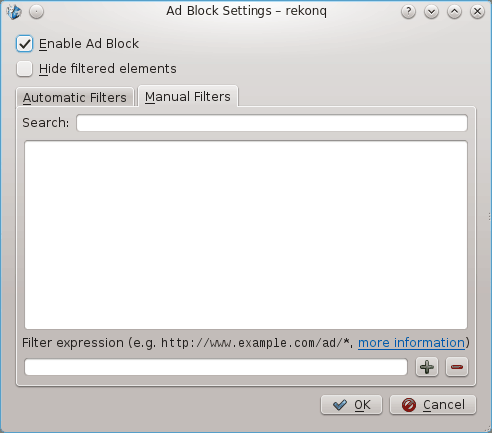 Ad Block Settings – rekonq
Enable Ad Block
Hide filtered elements
Automatic Filters Manual Filters
Search:
Filter expression (e.g. http://www.example.com/ad/*, more information)
OK Cancel